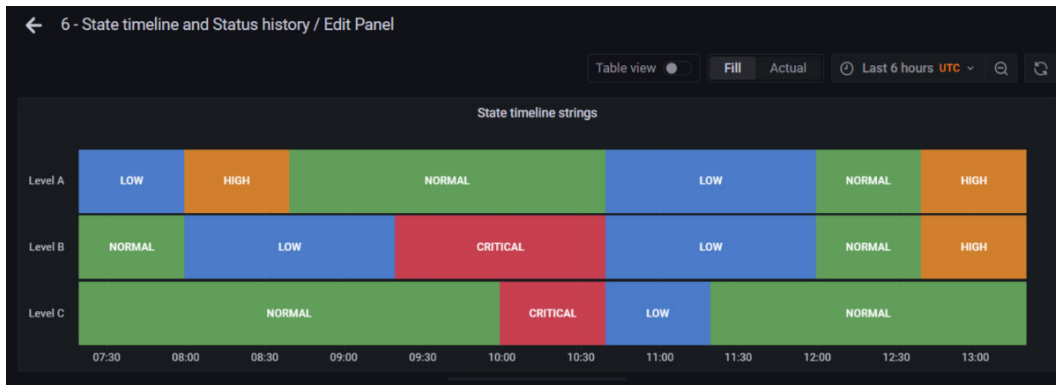 6 - State timeline and Status history / Edit Panel
Table view Fill Actual Last 6 hours UTC
State timeline strings
Level A LOW HIGH NORMAL LOW NORMAL HIGH
Level B NORMAL LOW CRITICAL LOW NORMAL HIGH
Level C NORMAL CRITICAL LOW NORMAL
07:30 08:00 08:30 09:00 09:30 10:00 10:30 11:00 11:30 12:00 12:30 13:00